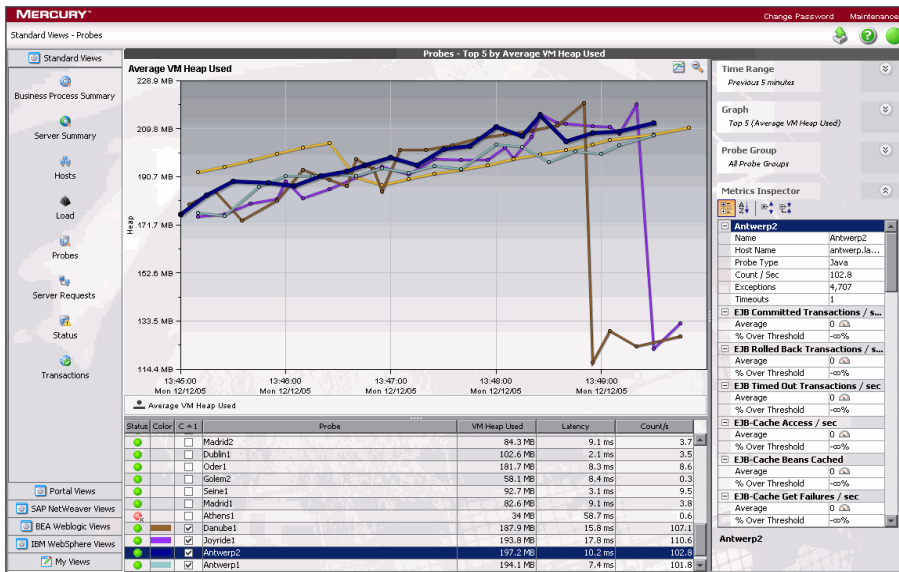 MERCURY™
Change Password Maintenance
Standard Views - Probes
Standard Views
Business Process Summary
Server Summary
Hosts
Load
Probes
Server Requests
Status
Transactions
Portal Views
SAP NetWeaver Views
BEA Weblogic Views
IBM WebSphere Views
My Views
Probes - Top 5 by Average VM Heap Used
Average VM Heap Used
228.9 MB
209.8 MB
190.7 MB
171.7 MB
152.6 MB
133.5 MB
114.4 MB
Heap
13:45:00 13:46:00 13:47:00 13:48:00 13:49:00
Mon 12/12/05 Mon 12/12/05 Mon 12/12/05 Mon 12/12/05 Mon 12/12/05
Average VM Heap Used
Status Color C 1 Probe VM Heap Used Latency Count/s
Madrid2 84.3 MB 9.1 ms 3.7
Dublin1 102.6 MB 2.1 ms 3.5
Oder1 181.7 MB 8.3 ms 8.6
Golem2 58.1 MB 8.4 ms 0.3
Seine1 92.7 MB 3.1 ms 9.5
Madrid1 82.6 MB 9.1 ms 3.8
Athens1 34 MB 58.7 ms 0.6
Danube1 187.9 MB 15.8 ms 107.1
Joyride1 193.8 MB 17.8 ms 110.6
Antwerp2 197.2 MB 10.2 ms 102.8
Antwerp1 194.1 MB 7.4 ms 101.8
Time Range
Previous 5 minutes
Graph
Top 5 (Average VM Heap Used)
Probe Group
All Probe Groups
Metrics Inspector
Antwerp2
Name Antwerp2
Host Name antwerp.la...
Probe Type Java
Count / Sec 102.8
Exceptions 4,707
Timeouts 1
EJB Committed Transactions / s...
Average 0
% Over Threshold -∞%
EJB Rolled Back Transactions / s...
Average 0
% Over Threshold -∞%
EJB Timed Out Transactions / sec
Average 0
% Over Threshold -∞%
EJB-Cache Access / sec
Average 0
% Over Threshold -∞%
EJB-Cache Beans Cached
Average 0
% Over Threshold -∞%
EJB-Cache Get Failures / sec
Average 0
% Over Threshold -∞%
Antwerp2